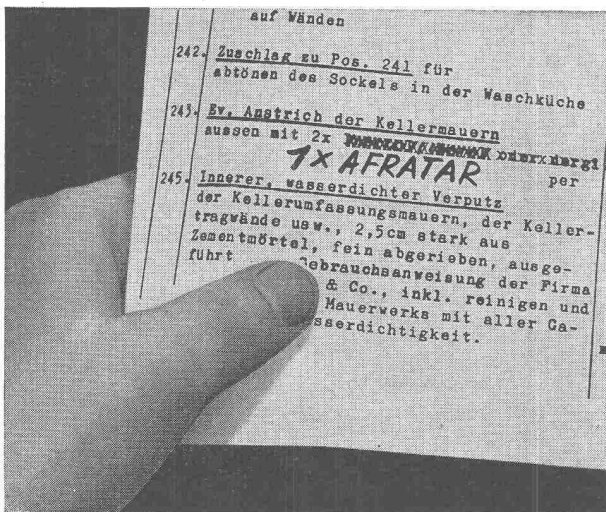 auf Wänden
242. Zuschlag zu Pos. 241 für
abtönen des Sockels in der Waschküche
243. Ev. Anstrich der Kellermauern
aussen mit 2x
1x AFRATAR per
245. Innerer, wasserdichter Verputz
der Kellerumfassungsmauern, der Keller-
tragwände usw., 2,5cm stark aus
Zementmörtel, fein abgerieben, ausge-
führt Gebrauchsanweisung der Firma
& Co., inkl. reinigen und
Mauerwerks mit aller Ga-
sserdichtigkeit.